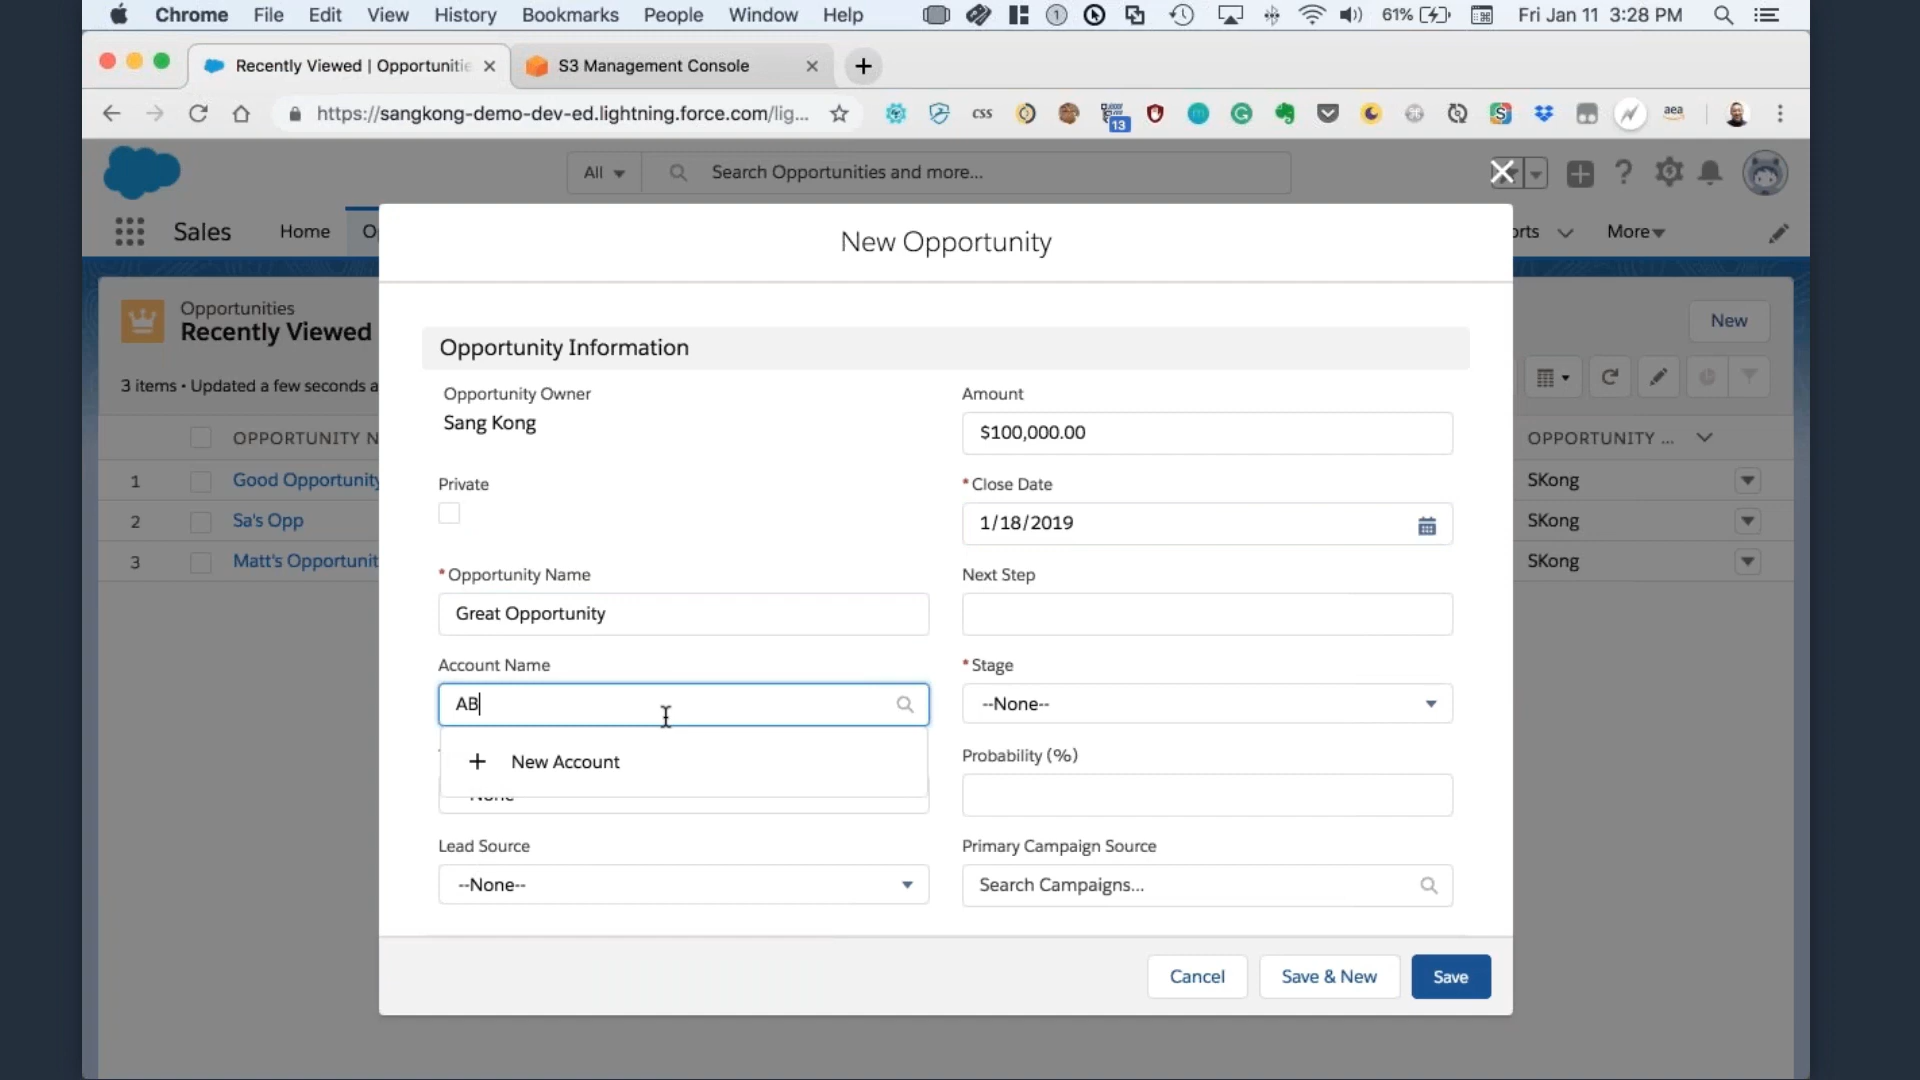 Chrome File Edit View History Bookmarks People Window Help 1 61% Fri Jan 11 3:28 PM
Recently Viewed | Opportunitie S3 Management Console
https://sangkong-demo-dev-ed.lightning.force.com/lig... css 13 aea
All Search Opportunities and more...
Sales Home O orts More
New Opportunity
Opportunities
Recently Viewed
New
3 items • Updated a few seconds a
OPPORTUNITY N OPPORTUNITY ...
1 Good Opportunity SKong
2 Sa's Opp SKong
3 Matt's Opportunit SKong
Opportunity Information
Opportunity Owner
Sang Kong
Amount
$100,000.00
Private
*Close Date
1/18/2019
*Opportunity Name
Great Opportunity
Next Step
Account Name
AB
New Account
*Stage
--None--
Probability (%)
Lead Source
--None--
Primary Campaign Source
Search Campaigns...
Cancel Save & New Save